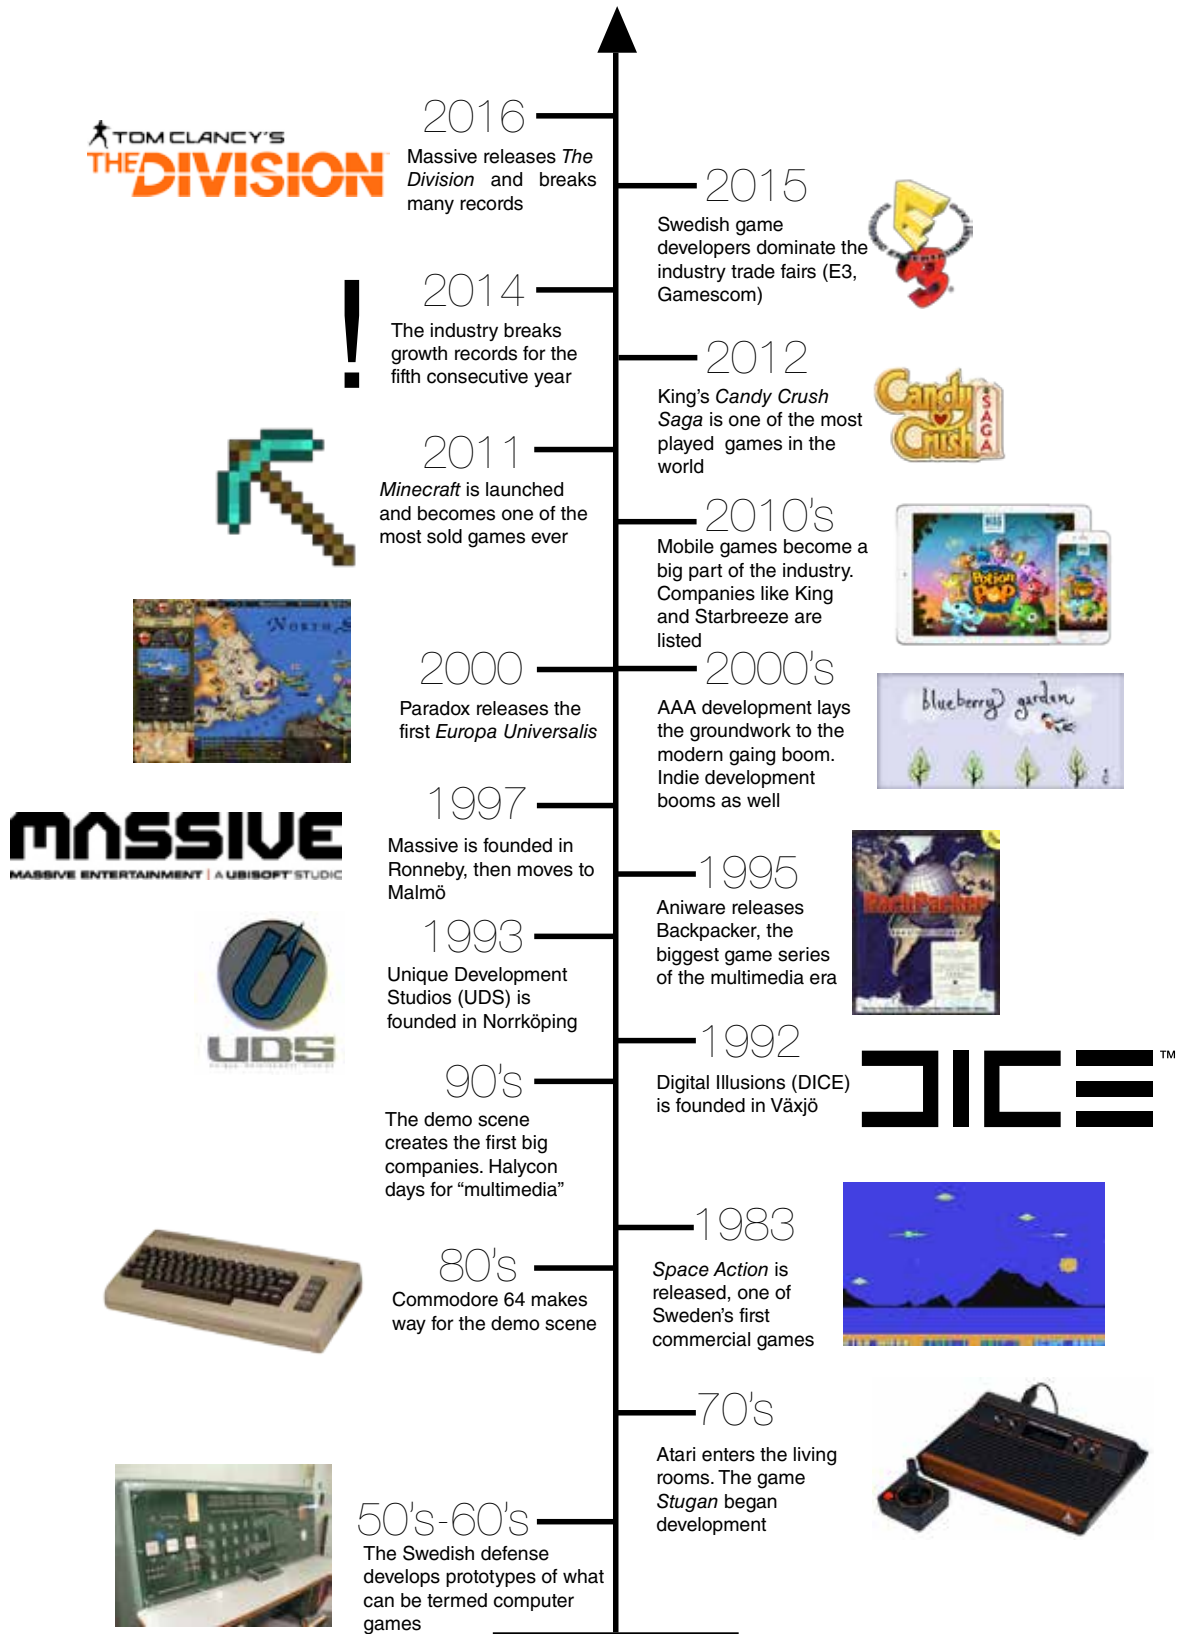 2016
TOM CLANCY'S
THE DIVISION
Massive releases The
Division and breaks
many records
2015
Swedish game
developers dominate the
industry trade fairs (E3,
Gamescom)
E3
2014
!
The industry breaks
growth records for the
fifth consecutive year
2012
King's Candy Crush
Saga is one of the most
played games in the
world
Candy
Crush
SAGA
2011
Minecraft is launched
and becomes one of the
most sold games ever
2010's
Mobile games become a
big part of the industry.
Companies like King
and Starbreeze are
listed
Potion
POP
2000
Paradox releases the
first Europa Universalis
NORTH S
2000's
AAA development lays
the groundwork to the
modern gaing boom.
Indie development
booms as well
blueberry garden
1997
Massive is founded in
Ronneby, then moves to
Malmö
MASSIVE
MASSIVE ENTERTAINMENT | A UBISOFT STUDIO
1995
Aniware releases
Backpacker, the
biggest game series
of the multimedia era
BackPacker
1993
Unique Development
Studios (UDS) is
founded in Norrköping
UDS
1992
Digital Illusions (DICE)
is founded in Växjö
DICE™
90's
The demo scene
creates the first big
companies. Halycon
days for “multimedia”
1983
Space Action is
released, one of
Sweden's first
commercial games
80's
Commodore 64 makes
way for the demo scene
70's
Atari enters the living
rooms. The game
Stugan began
development
50's-60's
The Swedish defense
develops prototypes of what
can be termed computer
games